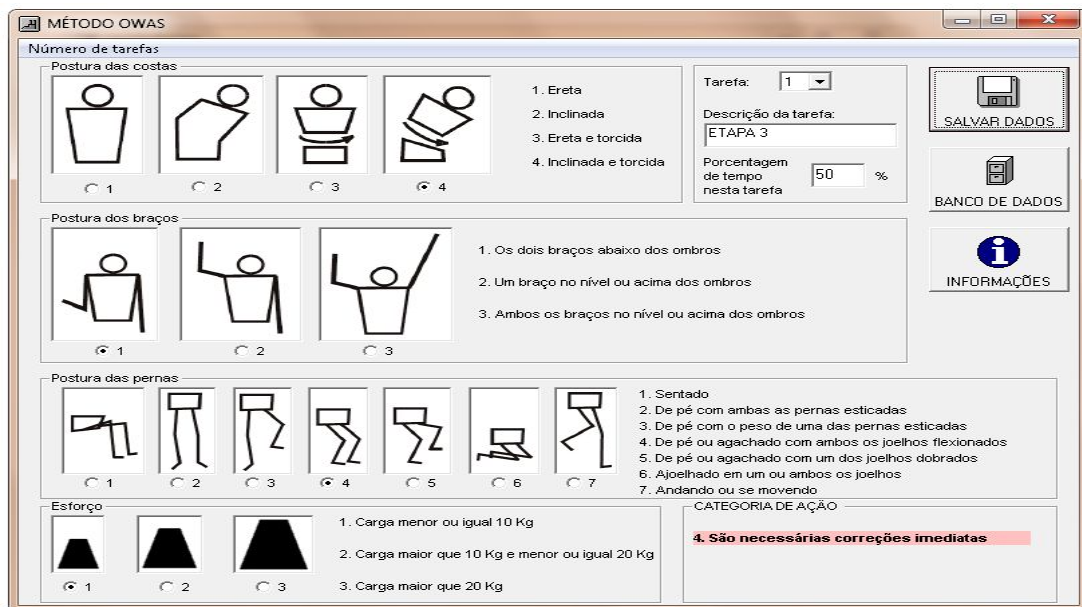 MÉTODO OWAS
Número de tarefas
Postura das costas
1. Ereta
2. Inclinada
3. Ereta e torcida
4. Inclinada e torcida
1 2 3 4
Tarefa: 1
Descrição da tarefa:
ETAPA 3
Porcentagem
de tempo
nesta tarefa
50 %
SALVAR DADOS
BANCO DE DADOS
INFORMAÇÕES
Postura dos braços
1. Os dois braços abaixo dos ombros
2. Um braço no nível ou acima dos ombros
3. Ambos os braços no nível ou acima dos ombros
1 2 3
Postura das pernas
1. Sentado
2. De pé com ambas as pernas esticadas
3. De pé com o peso de uma das pernas esticadas
4. De pé ou agachado com ambos os joelhos flexionados
5. De pé ou agachado com um dos joelhos dobrados
6. Ajoelhado em um ou ambos os joelhos
7. Andando ou se movendo
1 2 3 4 5 6 7
Esforço
1. Carga menor ou igual 10 Kg
2. Carga maior que 10 Kg e menor ou igual 20 Kg
3. Carga maior que 20 Kg
1 2 3
CATEGORIA DE AÇÃO
4. São necessárias correções imediatas